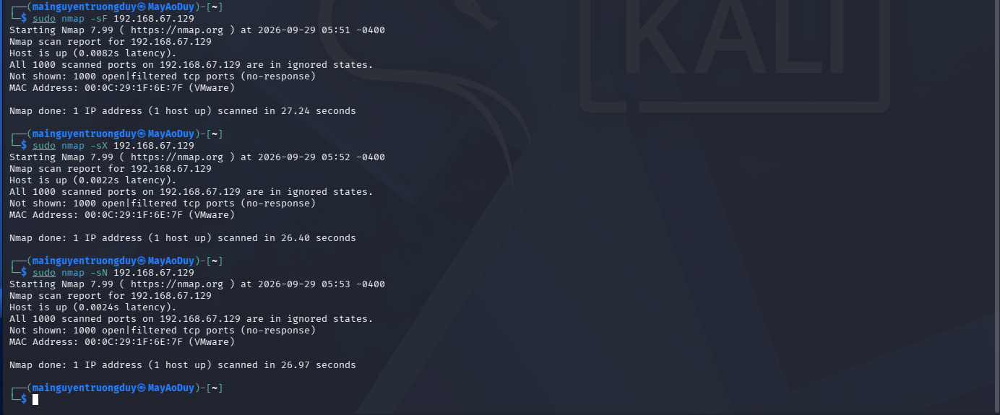 ┌──(mainguyentruongduy㉿MayAoDuy)-[~]
└─$ sudo nmap -sF 192.168.67.129
Starting Nmap 7.99 ( https://nmap.org ) at 2026-09-29 05:51 -0400
Nmap scan report for 192.168.67.129
Host is up (0.0082s latency).
All 1000 scanned ports on 192.168.67.129 are in ignored states.
Not shown: 1000 open|filtered tcp ports (no-response)
MAC Address: 00:0C:29:1F:6E:7F (VMware)

Nmap done: 1 IP address (1 host up) scanned in 27.24 seconds

┌──(mainguyentruongduy㉿MayAoDuy)-[~]
└─$ sudo nmap -sX 192.168.67.129
Starting Nmap 7.99 ( https://nmap.org ) at 2026-09-29 05:52 -0400
Nmap scan report for 192.168.67.129
Host is up (0.0022s latency).
All 1000 scanned ports on 192.168.67.129 are in ignored states.
Not shown: 1000 open|filtered tcp ports (no-response)
MAC Address: 00:0C:29:1F:6E:7F (VMware)

Nmap done: 1 IP address (1 host up) scanned in 26.40 seconds

┌──(mainguyentruongduy㉿MayAoDuy)-[~]
└─$ sudo nmap -sN 192.168.67.129
Starting Nmap 7.99 ( https://nmap.org ) at 2026-09-29 05:53 -0400
Nmap scan report for 192.168.67.129
Host is up (0.0024s latency).
All 1000 scanned ports on 192.168.67.129 are in ignored states.
Not shown: 1000 open|filtered tcp ports (no-response)
MAC Address: 00:0C:29:1F:6E:7F (VMware)

Nmap done: 1 IP address (1 host up) scanned in 26.97 seconds

┌──(mainguyentruongduy㉿MayAoDuy)-[~]
└─$
KALI